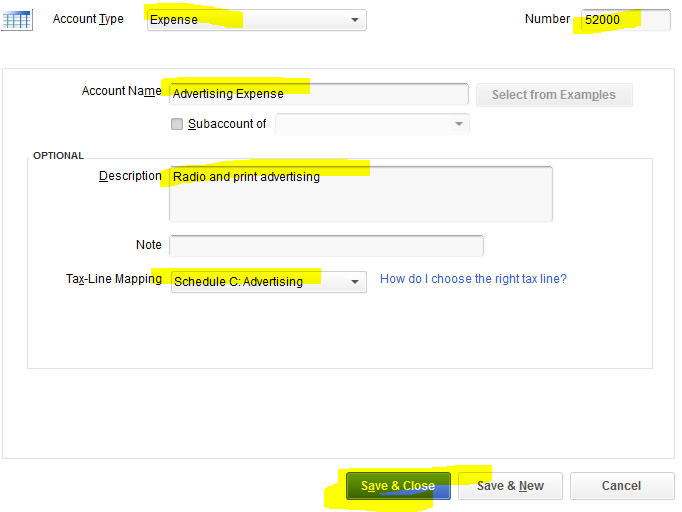 Account Type Expense Number 52000
Account Name Advertising Expense Select from Examples
Subaccount of
OPTIONAL
Description Radio and print advertising
Note
Tax-Line Mapping Schedule C: Advertising How do I choose the right tax line?
Save & Close Save & New Cancel